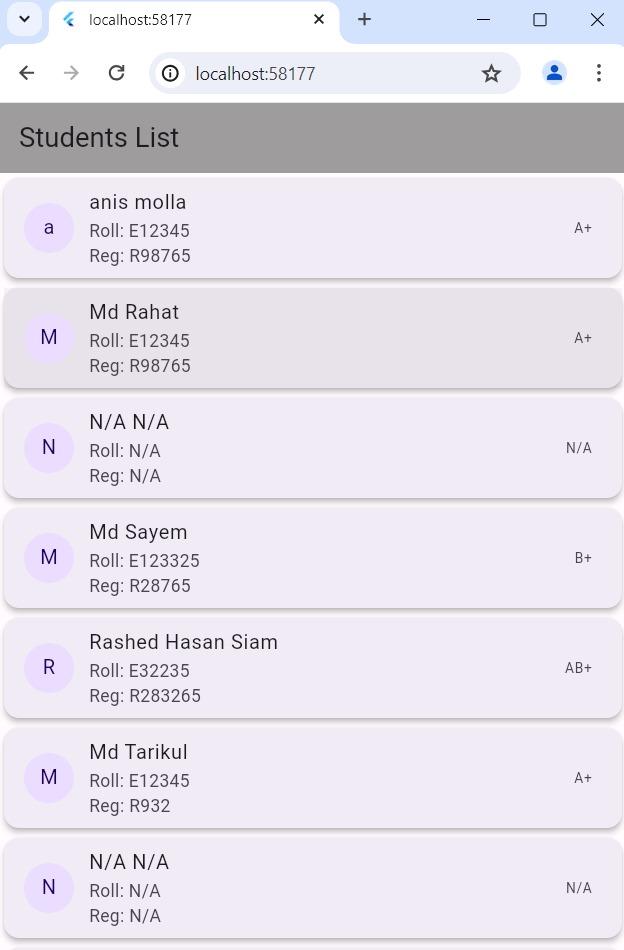 localhost:58177
localhost:58177
Students List
a
anis molla
Roll: E12345
Reg: R98765
A+
M
Md Rahat
Roll: E12345
Reg: R98765
A+
N
N/A N/A
Roll: N/A
Reg: N/A
N/A
M
Md Sayem
Roll: E123325
Reg: R28765
B+
R
Rashed Hasan Siam
Roll: E32235
Reg: R283265
AB+
M
Md Tarikul
Roll: E12345
Reg: R932
A+
N
N/A N/A
Roll: N/A
Reg: N/A
N/A